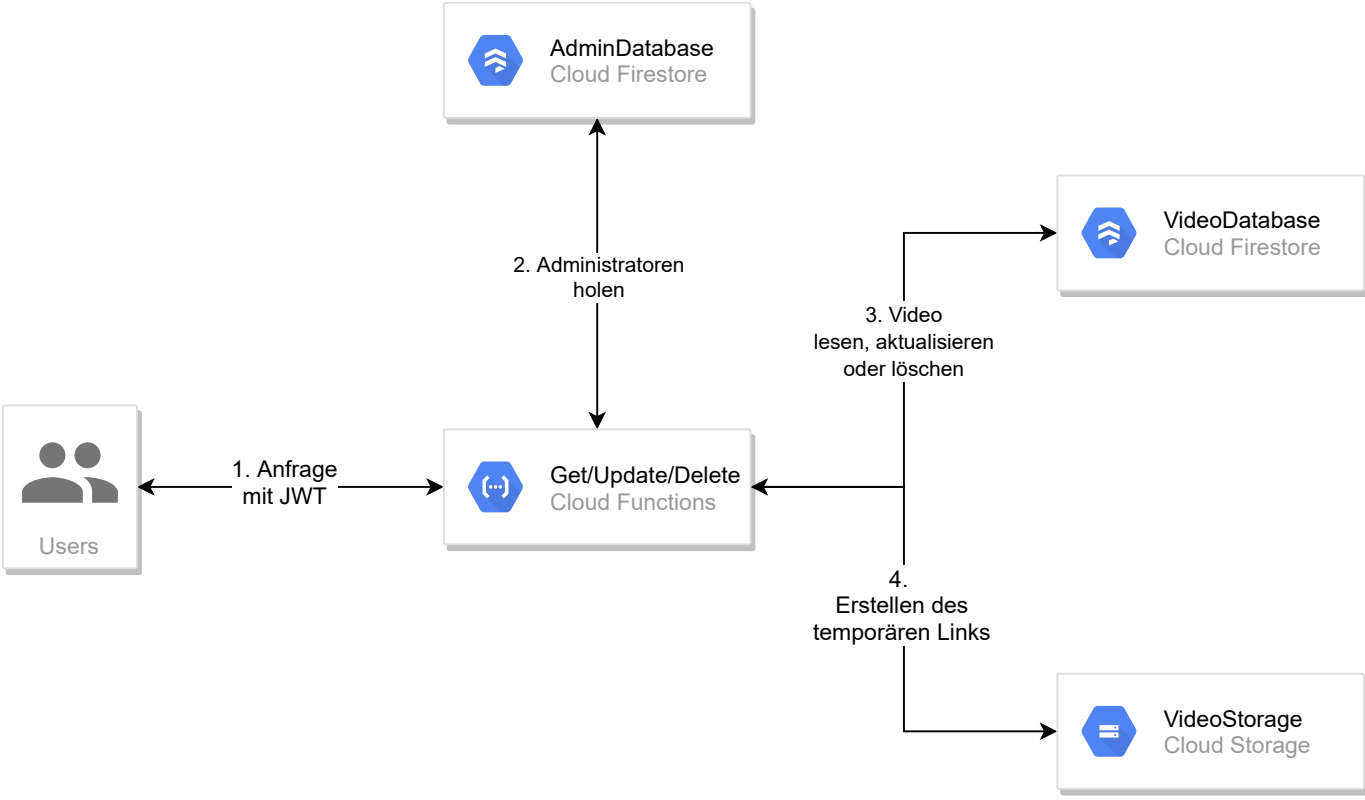 AdminDatabase
Cloud Firestore
VideoDatabase
Cloud Firestore
2. Administratoren
holen
3. Video
lesen, aktualisieren
oder löschen
1. Anfrage
mit JWT
Get/Update/Delete
Cloud Functions
Users
4.
Erstellen des
temporären Links
VideoStorage
Cloud Storage